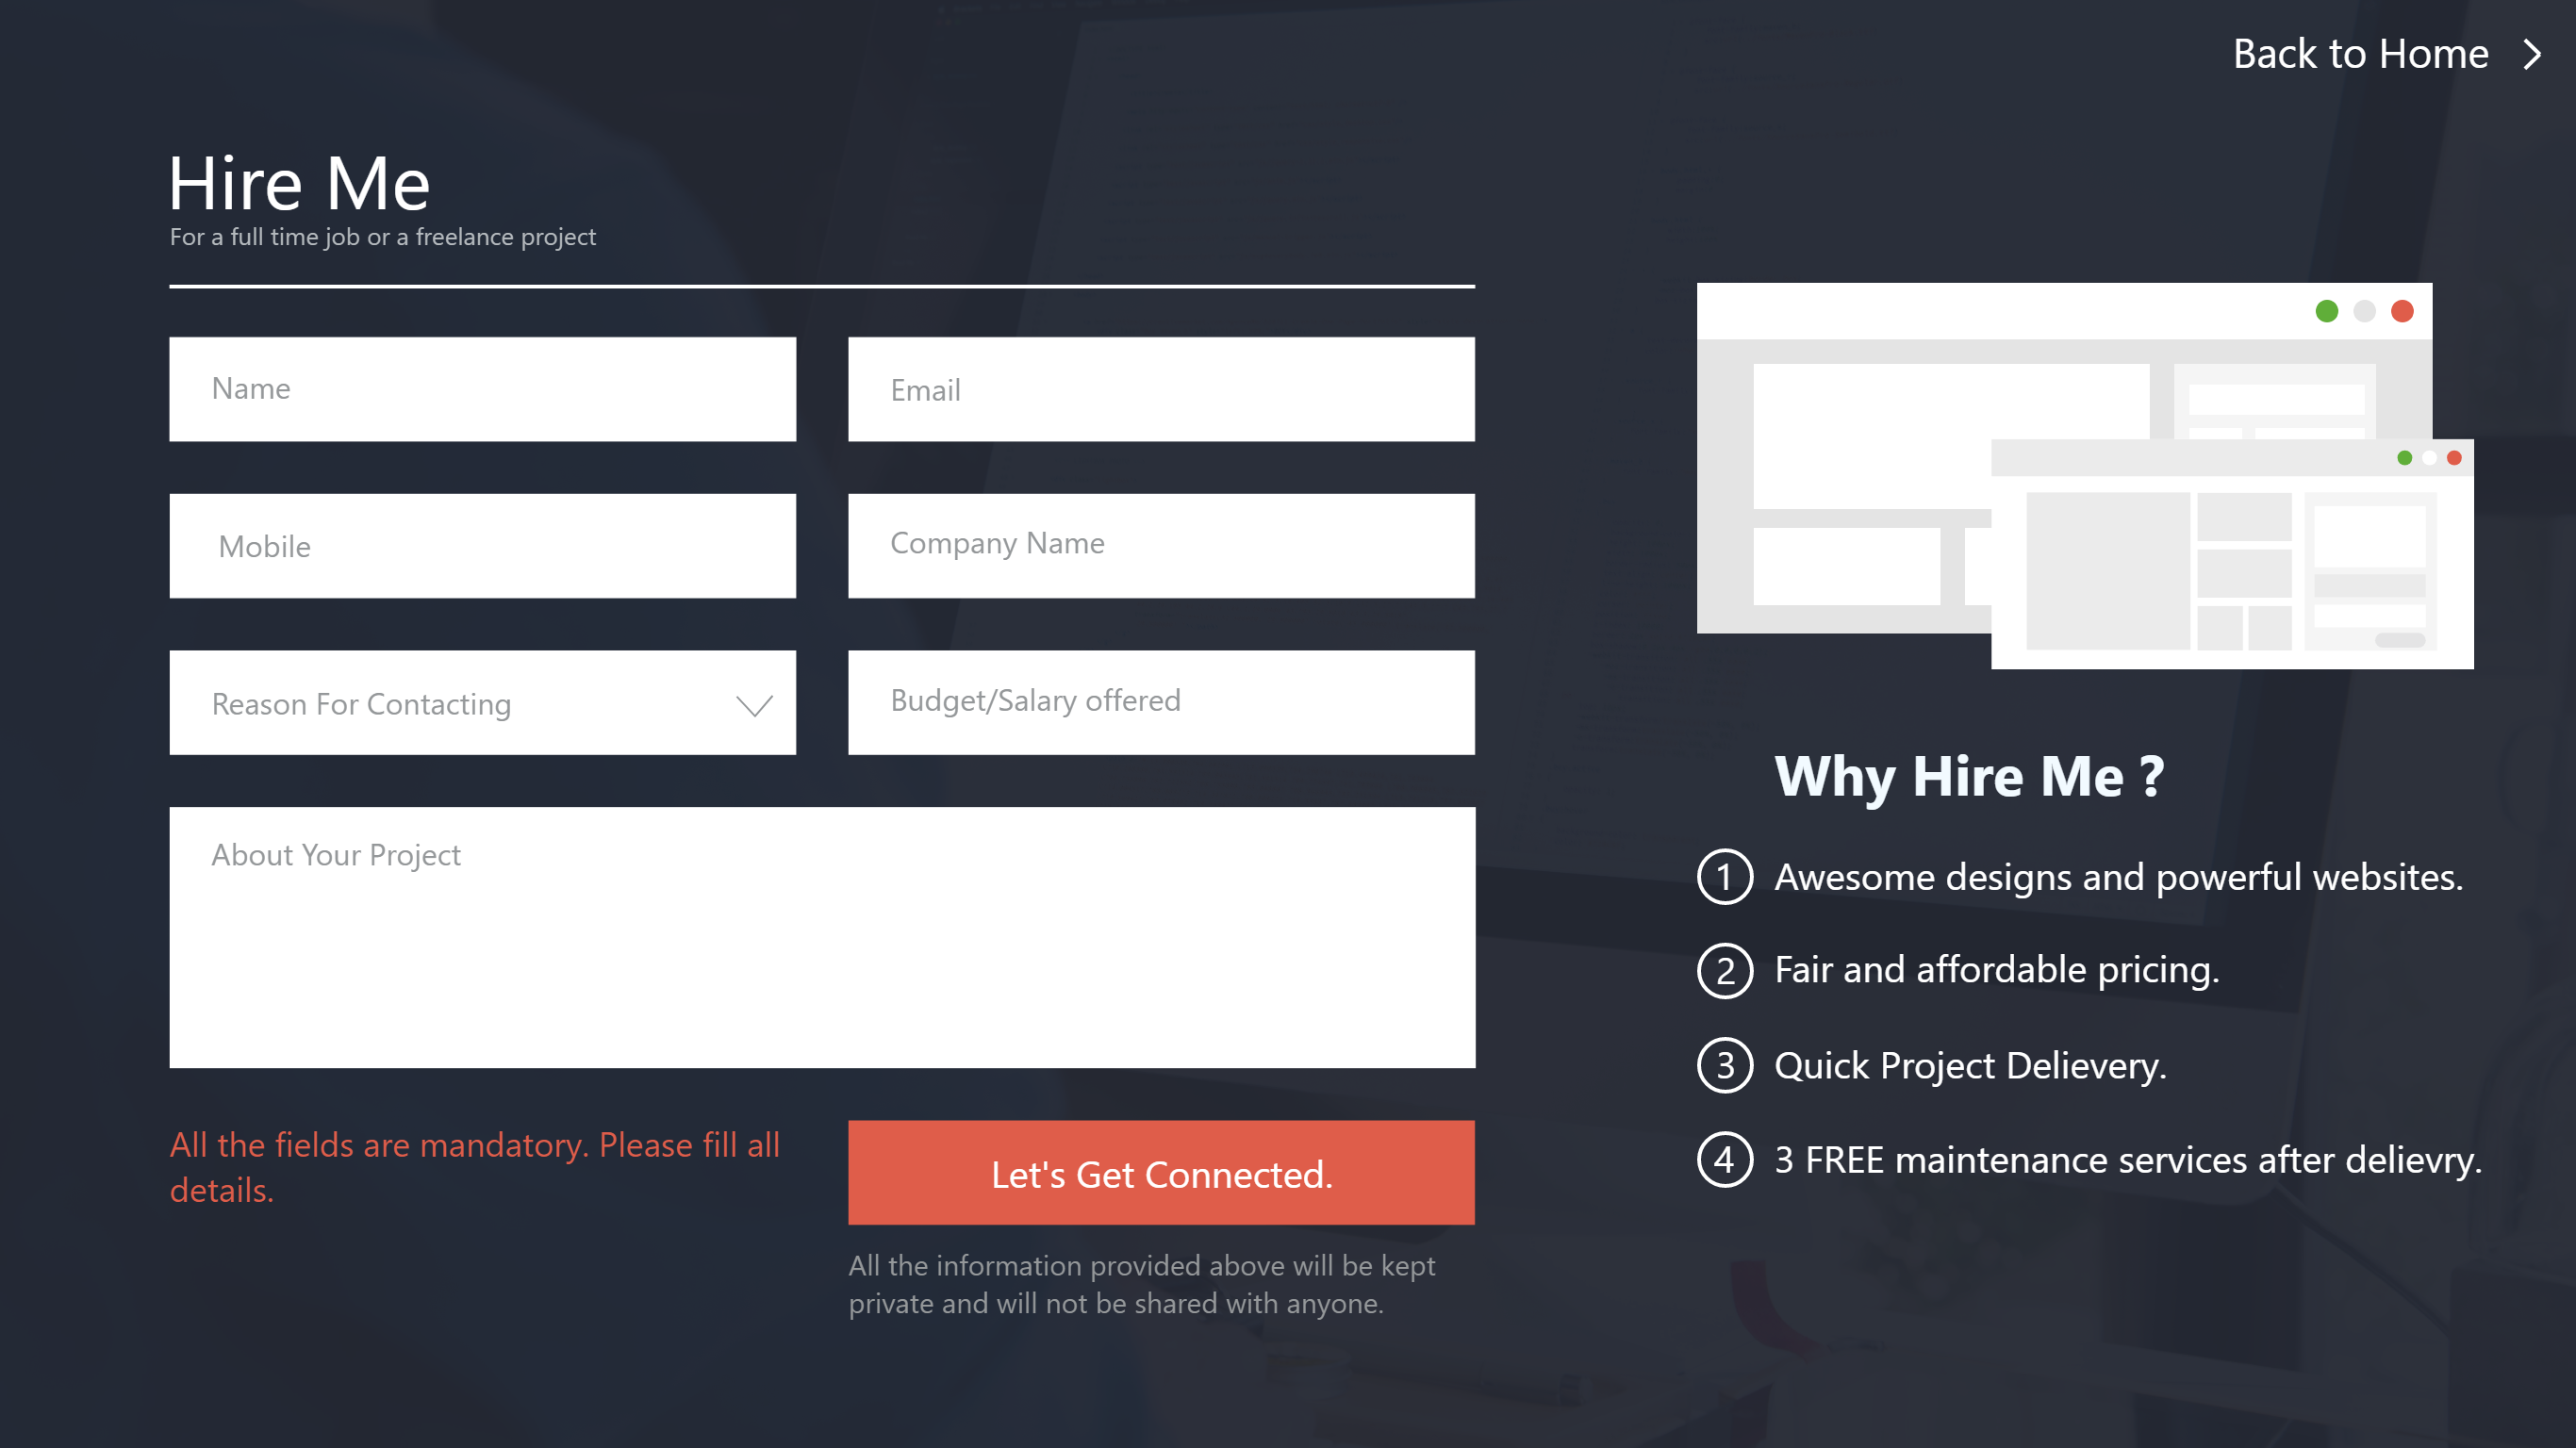 Back to Home
Hire Me
For a full time job or a freelance project
Name
Email
Mobile
Company Name
Reason For Contacting
Budget/Salary offered
About Your Project
All the fields are mandatory. Please fill all
details.
Let's Get Connected.
All the information provided above will be kept
private and will not be shared with anyone.
Why Hire Me ?
1 Awesome designs and powerful websites.
2 Fair and affordable pricing.
3 Quick Project Delievery.
4 3 FREE maintenance services after delievry.